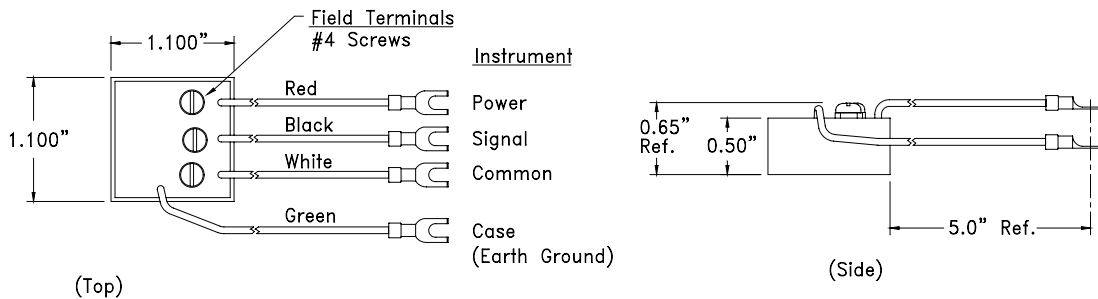 Field Terminals
#4 Screws
1.100”
Instrument
Red
Power
Black
Signal
1.100”
White
Common
Green
Case
(Earth Ground)
(Top)
0.65”
Ref.
0.50”
5.0” Ref.
(Side)